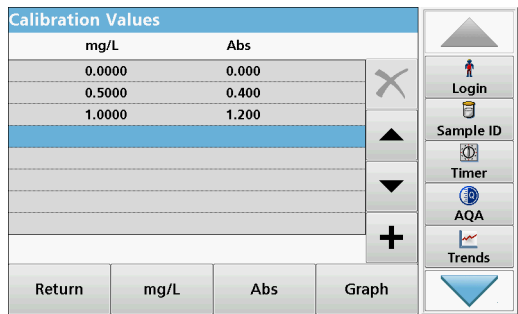 Calibration Values
mg/L Abs
0.0000 0.000
0.5000 0.400
1.0000 1.200
Return mg/L Abs Graph
Login
Sample ID
Timer
AQA
Trends